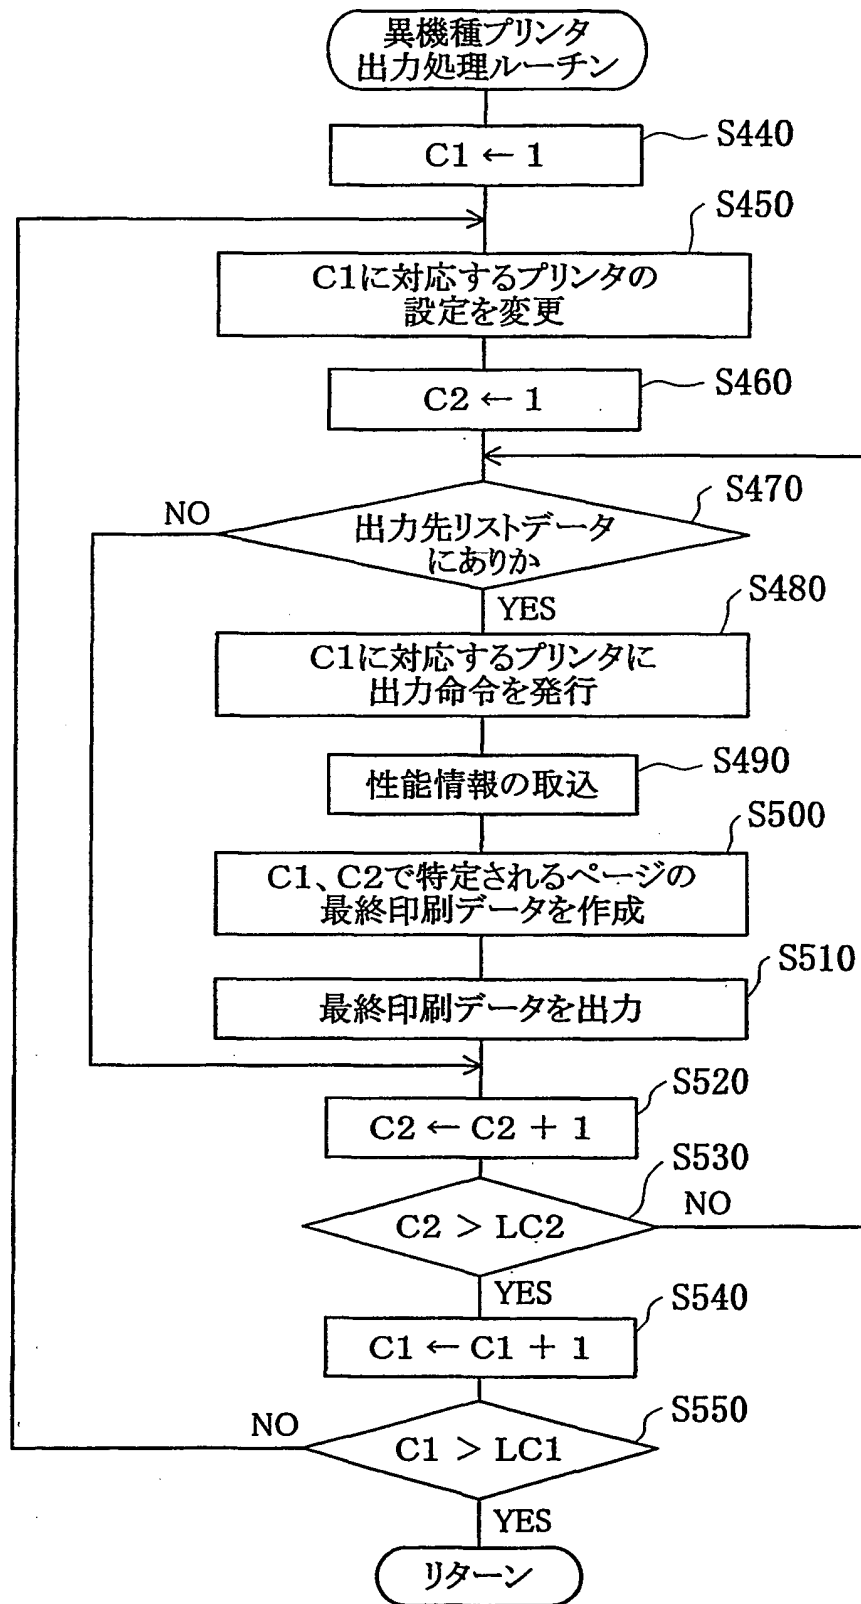 異機種プリンタ
出力処理ルーチン
S440
C1 ← 1
S450
C1に対応するプリンタの
設定を変更
S460
C2 ← 1
S470
NO
出力先リストデータ
にありか
YES
S480
C1に対応するプリンタに
出力命令を発行
S490
性能情報の取込
S500
C1、C2で特定されるページの
最終印刷データを作成
S510
最終印刷データを出力
S520
C2 ← C2 + 1
S530
C2 > LC2
NO
YES
S540
C1 ← C1 + 1
S550
NO
C1 > LC1
YES
リターン